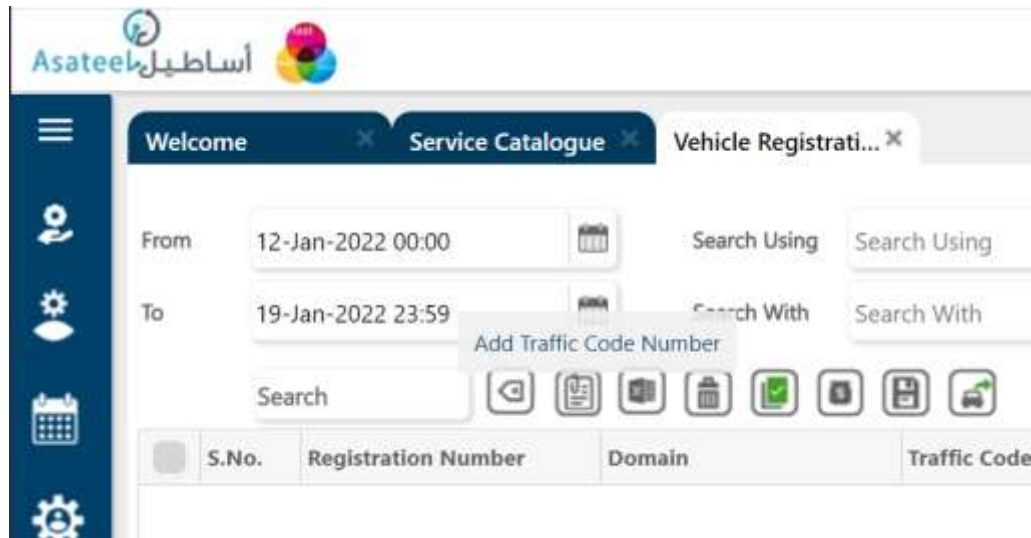 Asateel أساطيل
Welcome
Service Catalogue
Vehicle Registrati...
From
12-Jan-2022 00:00
Search Using
Search Using
To
19-Jan-2022 23:59
Search With
Search With
Add Traffic Code Number
Search
S.No.
Registration Number
Domain
Traffic Code